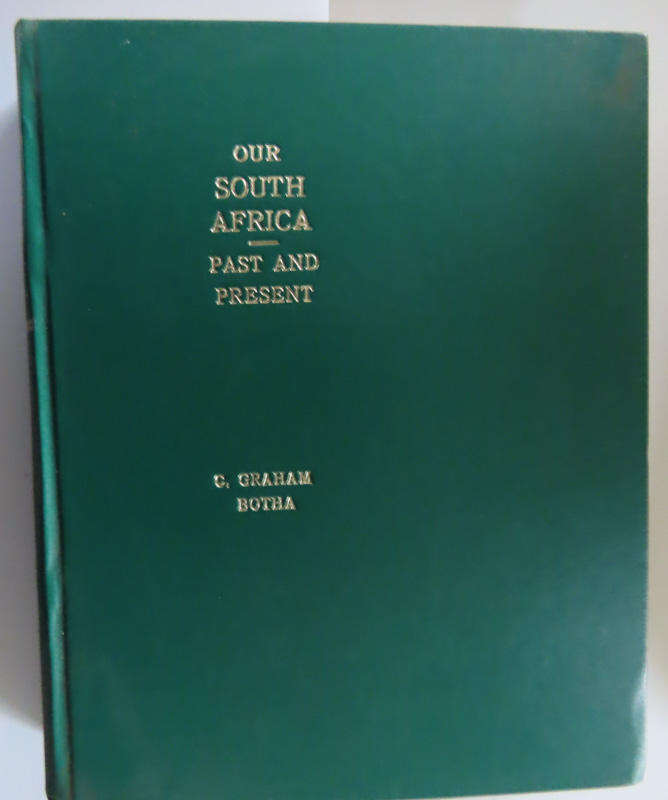 OUR
SOUTH
AFRICA
PAST AND
PRESENT
C. GRAHAM
BOTHA